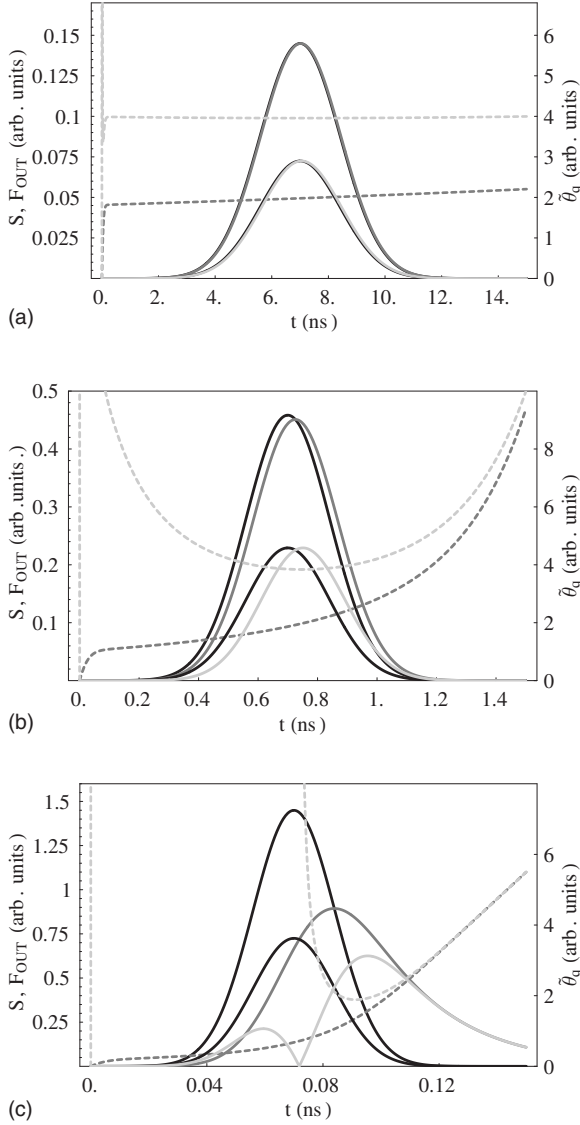 0.15
0.125
0.1
0.075
0.05
0.025
S, F_OUT (arb. units)
6
5
4
3
2
1
0
θ̃_q (arb. units)
0. 2. 4. 6. 8. 10. 12. 14.
t (ns)
(a)
0.5
0.4
0.3
0.2
0.1
S, F_OUT (arb.units.)
8
6
4
2
0
θ̃_q (arb. units)
0. 0.2 0.4 0.6 0.8 1. 1.2 1.4
t (ns)
(b)
1.5
1.25
1
0.75
0.5
0.25
S, F_OUT (arb. units)
6
4
2
0
θ̃_q (arb. units)
0. 0.04 0.08 0.12
t (ns)
(c)